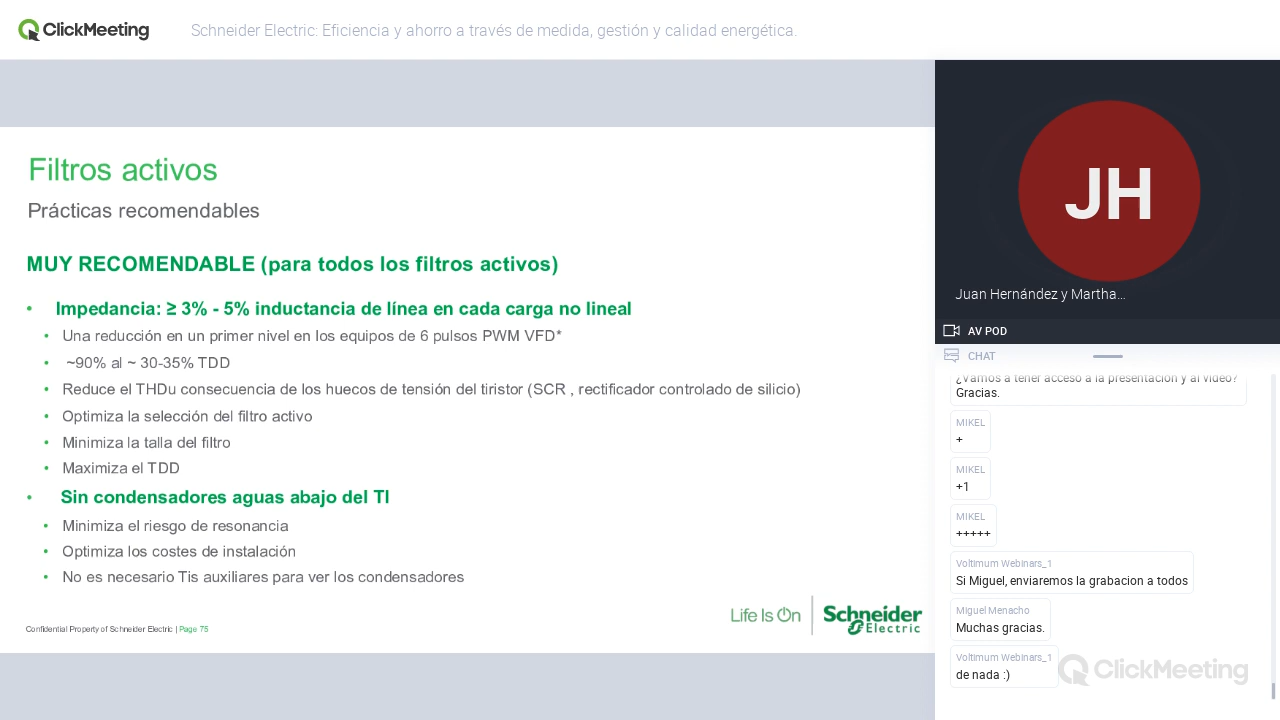 ClickMeeting
Schneider Electric: Eficiencia y ahorro a través de medida, gestión y calidad energética.
Filtros activos
Prácticas recomendables
MUY RECOMENDABLE (para todos los filtros activos)
• Impedancia: ≥ 3% - 5% inductancia de línea en cada carga no lineal
• Una reducción en un primer nivel en los equipos de 6 pulsos PWM VFD*
• ~90% al ~ 30-35% TDD
• Reduce el THDu consecuencia de los huecos de tensión del tiristor (SCR , rectificador controlado de silicio)
• Optimiza la selección del filtro activo
• Minimiza la talla del filtro
• Maximiza el TDD
• Sin condensadores aguas abajo del TI
• Minimiza el riesgo de resonancia
• Optimiza los costes de instalación
• No es necesario Tis auxiliares para ver los condensadores
Confidential Property of Schneider Electric | Page 75
Life Is On
Schneider
Electric
JH
Juan Hernández y Martha...
AV POD
CHAT
¿Vamos a tener acceso a la presentación y al video?
Gracias.
MIKEL
+
MIKEL
+1
MIKEL
+++++
Voltimum Webinars_1
Si Miguel, enviaremos la grabacion a todos
Miguel Menacho
Muchas gracias.
Voltimum Webinars_1
de nada :)
ClickMeeting